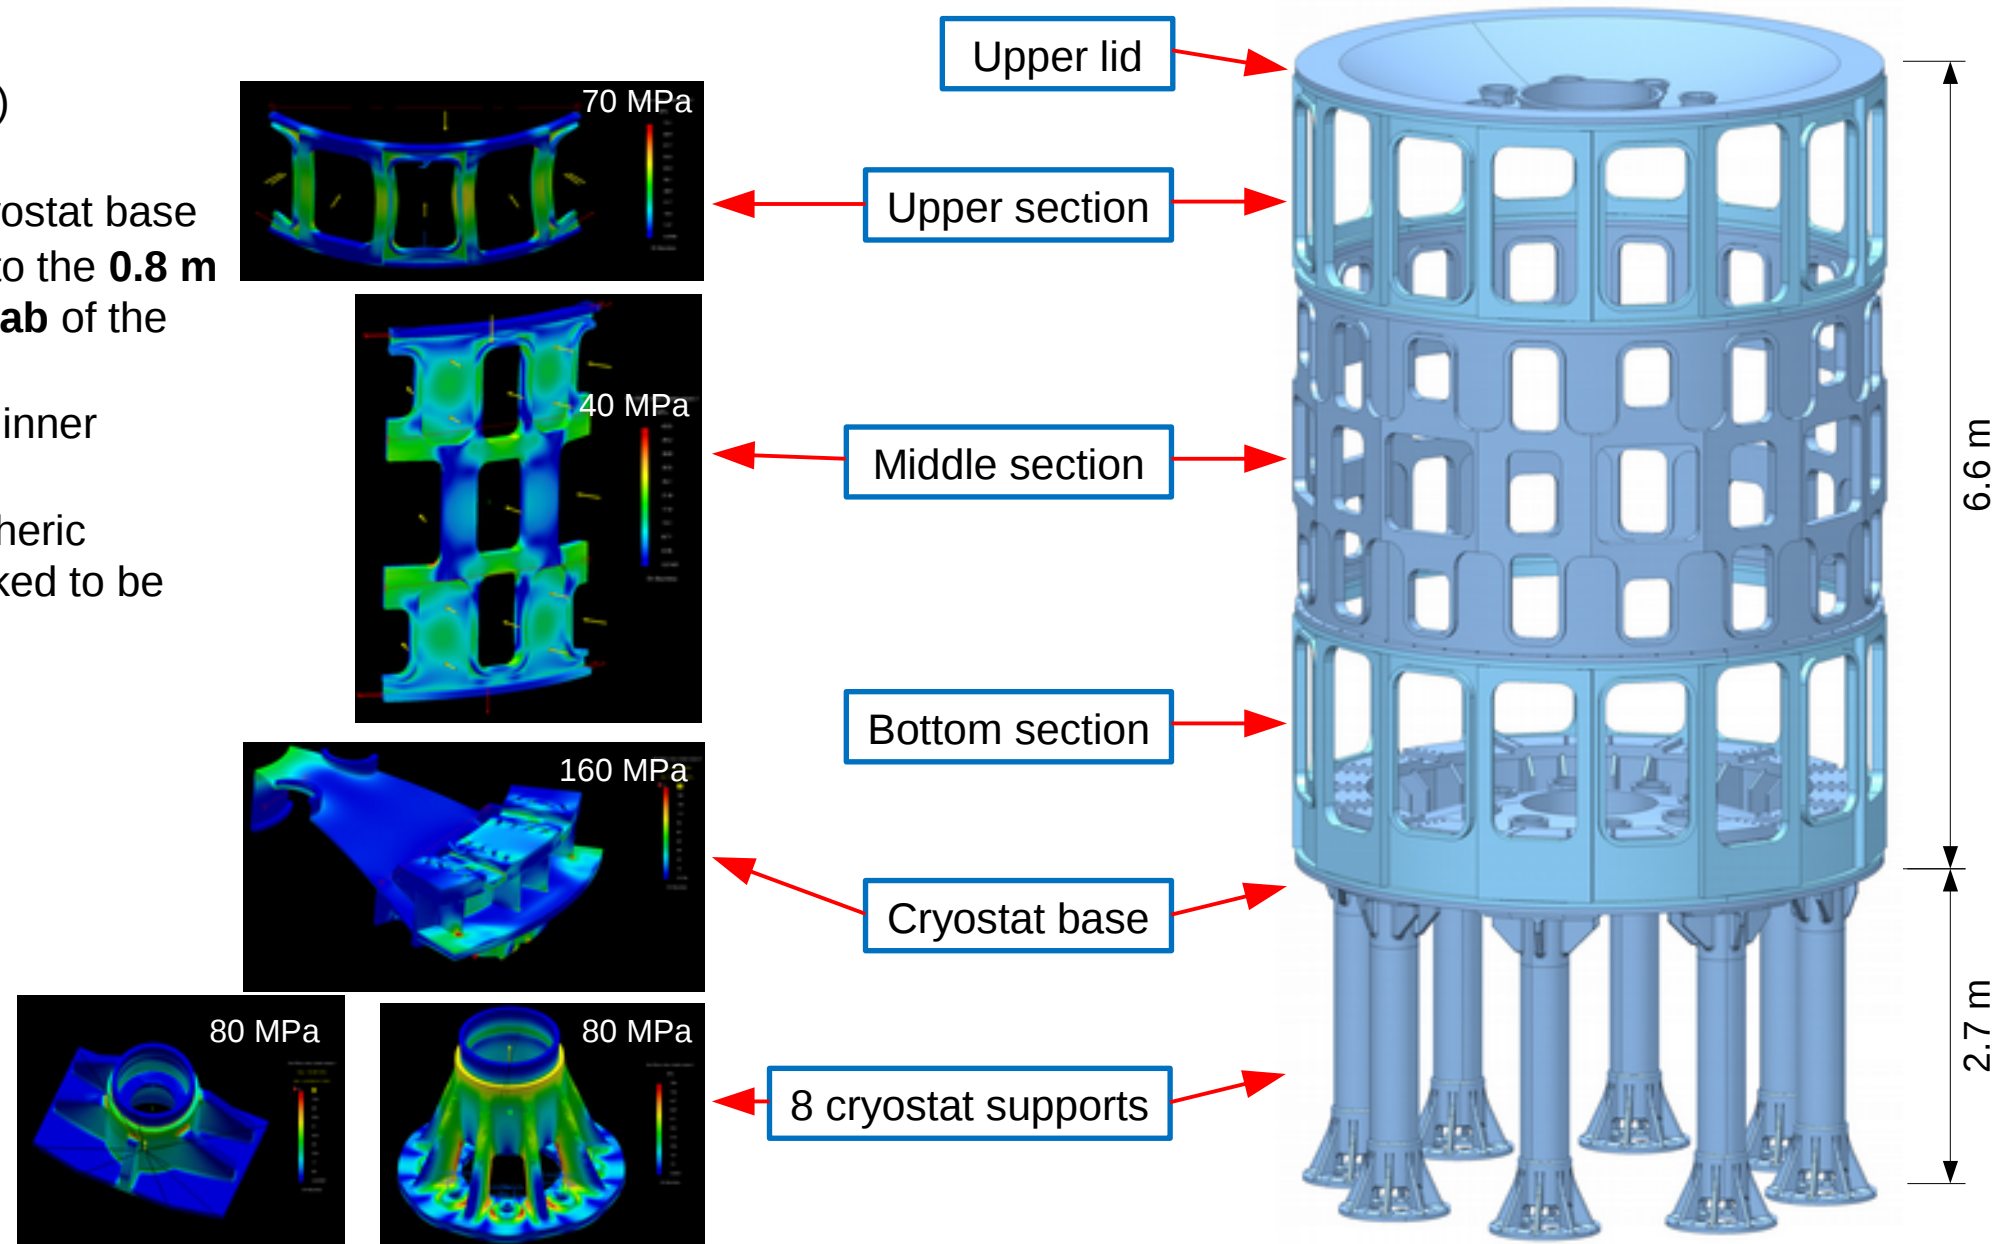 )
ostat base
to the 0.8 m
ab of the
inner
heric
ked to be
70 MPa
40 MPa
160 MPa
80 MPa
80 MPa
Upper lid
Upper section
Middle section
Bottom section
Cryostat base
8 cryostat supports
6.6 m
2.7 m